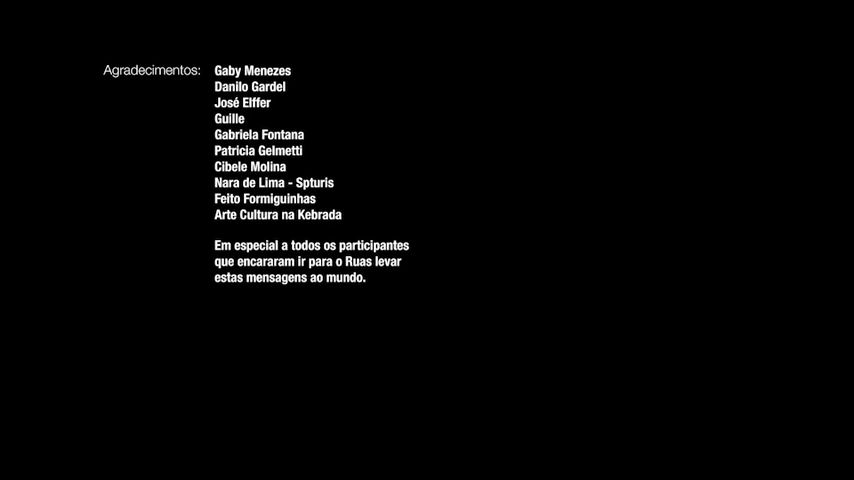 Agradecimentos: Gaby Menezes
Danilo Gardel
José Elffer
Guille
Gabriela Fontana
Patricia Gelmetti
Cibele Molina
Nara de Lima - Spturis
Feito Formiguinhas
Arte Cultura na Kebrada
Em especial a todos os participantes
que encararam ir para o Ruas levar
estas mensagens ao mundo.